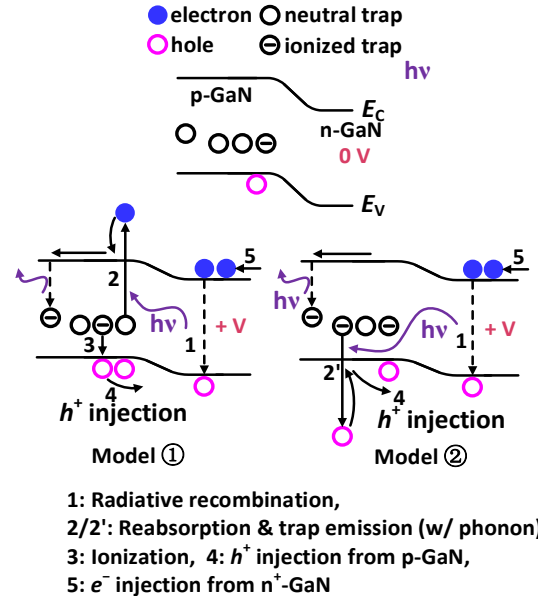 electron neutral trap
hole ionized trap
hν
p-GaN
E_C
n-GaN
0 V
E_V
5 5
2
hν hν
hν 1 + V hν 1 + V
3
2'
4 4
h⁺ injection h⁺ injection
Model ① Model ②
1: Radiative recombination,
2/2': Reabsorption & trap emission (w/ phonon)
3: Ionization, 4: h⁺ injection from p-GaN,
5: e⁻ injection from n⁺-GaN